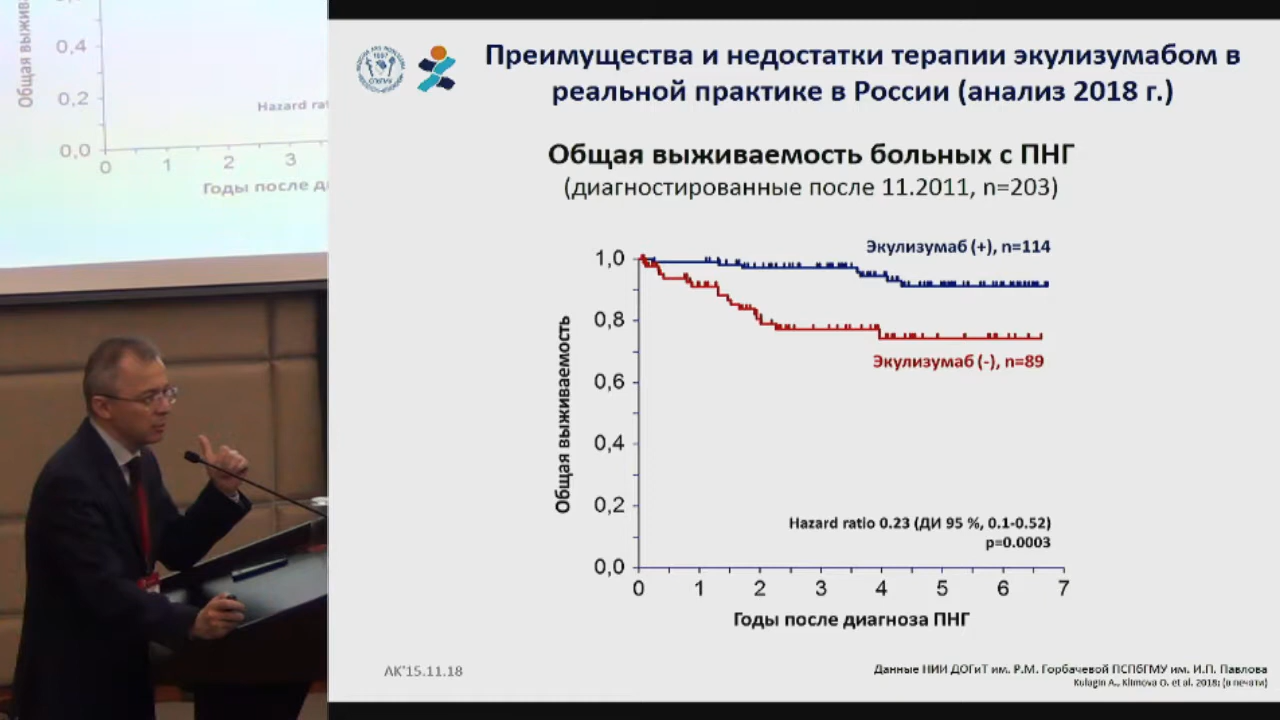 Общая выжив
0,4
0,2
0,0
0
1
2
3
Hazard rat
Годы после д
Преимущества и недостатки терапии экулизумабом в
реальной практике в России (анализ 2018 г.)
Общая выживаемость больных с ПНГ
(диагностированные после 11.2011, n=203)
Экулизумаб (+), n=114
Экулизумаб (-), n=89
Общая выживаемость
1,0
0,8
0,6
0,4
0,2
0,0
Hazard ratio 0.23 (ДИ 95 %, 0.1-0.52)
p=0.0003
0 1 2 3 4 5 6 7
Годы после диагноза ПНГ
ΛK'15.11.18
Данные НИИ ДОГиТ им. Р.М. Горбачевой ПСПбГМУ им. И.П. Павлова
Kulagin A., Klimova O. et al. 2018; (в печати)